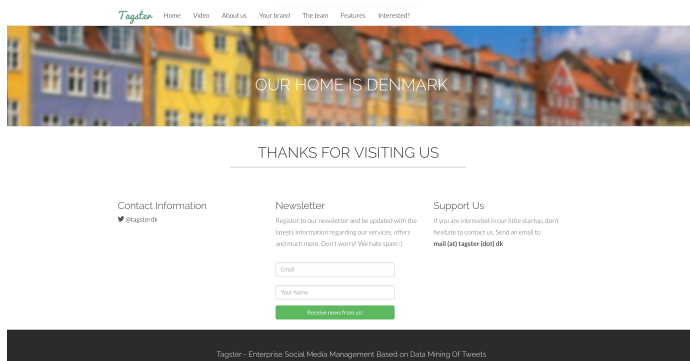 Tagster Home Video About us Your brand The team Features Interested?
OUR HOME IS DENMARK
THANKS FOR VISITING US
Contact Information
@tagsterdk
Newsletter
Register to our newsletter and be updated with the
latests information regarding our services, offers
and much more. Don't worry! We hate spam :)
Email
Your Name
Receive news from us!
Support Us
If you are interested in our little startup, don't
hesitate to contact us. Send an email to
mail (at) tagster (dot) dk
Tagster - Enterprise Social Media Management Based on Data Mining Of Tweets